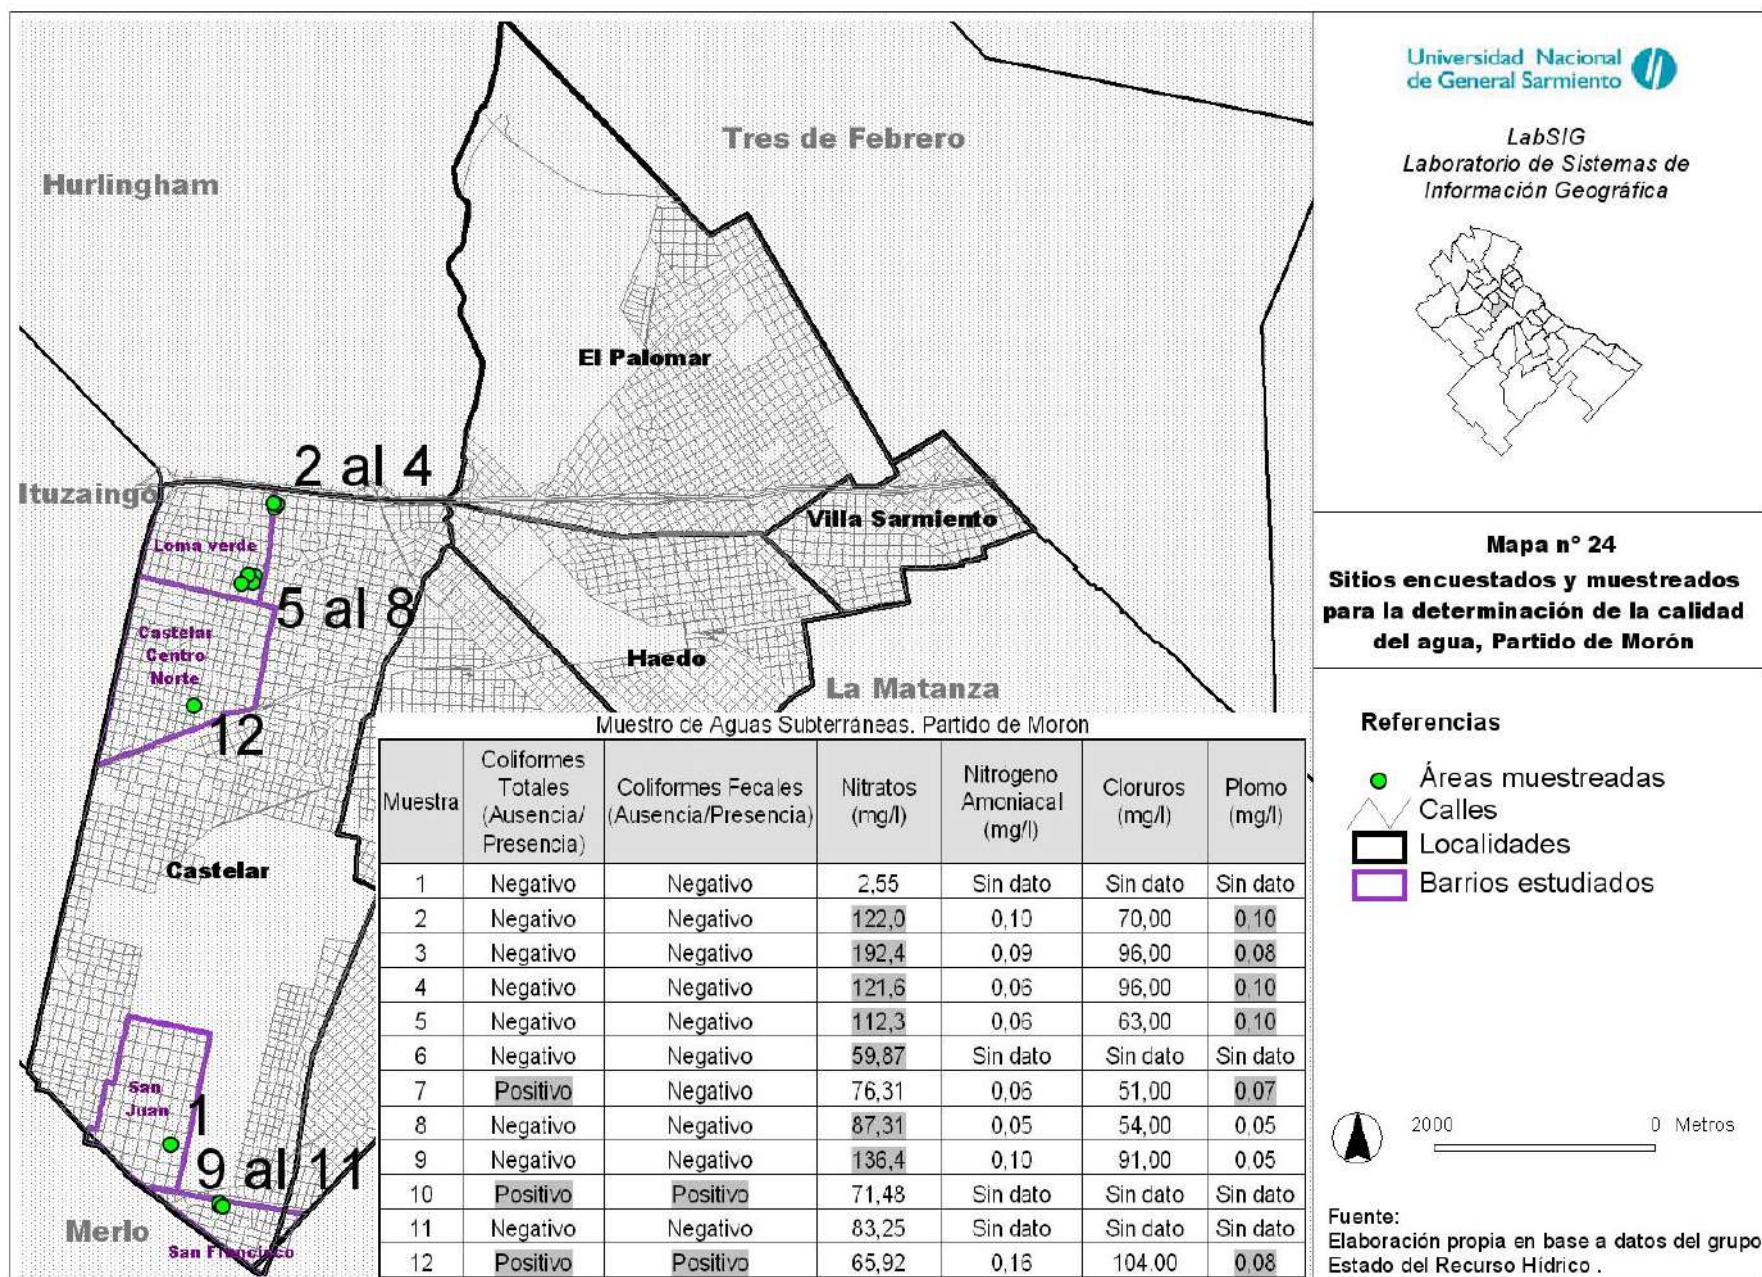 Universidad Nacional
de General Sarmiento
LabSIG
Laboratorio de Sistemas de
Información Geográfica
Mapa n° 24
Sitios encuestados y muestreados
para la determinación de la calidad
del agua, Partido de Morón
Referencias
Áreas muestreadas
Calles
Localidades
Barrios estudiados
2000 0 Metros
Fuente:
Elaboración propia en base a datos del grupo
Estado del Recurso Hídrico .
Tres de Febrero
Hurlingham
El Palomar
2 al 4
Ituzaingo
Villa Sarmiento
Loma verde
5 al 8
Castelar
Centro
Norte
Haedo
La Matanza
12
Castelar
San
Juan
1
9 al 11
Merlo
San Francisco
Muestro de Aguas Subterráneas. Partido de Moron
Muestra Coliformes Totales (Ausencia/ Presencia) Coliformes Fecales (Ausencia/Presencia) Nitratos (mg/l) Nitrógeno Amoniacal (mg/l) Cloruros (mg/l) Plomo (mg/l)
1 Negativo Negativo 2,55 Sin dato Sin dato Sin dato
2 Negativo Negativo 122,0 0,10 70,00 0,10
3 Negativo Negativo 192,4 0,09 96,00 0,08
4 Negativo Negativo 121,6 0,06 96,00 0,10
5 Negativo Negativo 112,3 0,06 63,00 0,10
6 Negativo Negativo 59,87 Sin dato Sin dato Sin dato
7 Positivo Negativo 76,31 0,06 51,00 0,07
8 Negativo Negativo 87,31 0,05 54,00 0,05
9 Negativo Negativo 136,4 0,10 91,00 0,05
10 Positivo Positivo 71,48 Sin dato Sin dato Sin dato
11 Negativo Negativo 83,25 Sin dato Sin dato Sin dato
12 Positivo Positivo 65,92 0,16 104,00 0,08